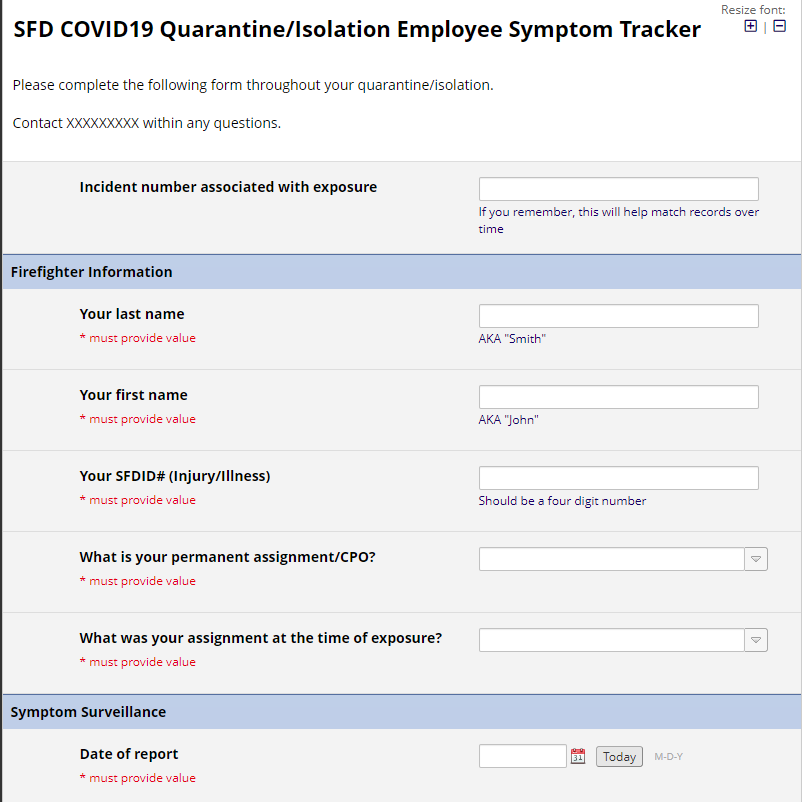 Resize font:
SFD COVID19 Quarantine/Isolation Employee Symptom Tracker
Please complete the following form throughout your quarantine/isolation.
Contact XXXXXXXXX within any questions.
Incident number associated with exposure
If you remember, this will help match records over
time
Firefighter Information
Your last name
* must provide value
AKA "Smith"
Your first name
* must provide value
AKA "John"
Your SFDID# (Injury/Illness)
* must provide value
Should be a four digit number
What is your permanent assignment/CPO?
* must provide value
What was your assignment at the time of exposure?
* must provide value
Symptom Surveillance
Date of report
31 Today M-D-Y
* must provide value